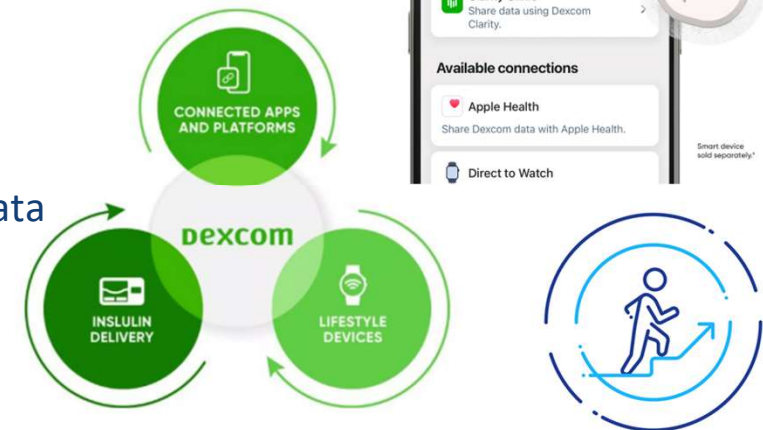 Share data using Dexcom
Clarity.
Available connections
Apple Health
Share Dexcom data with Apple Health.
Direct to Watch
Smart device
sold separately.
CONNECTED APPS
AND PLATFORMS
ata
Dexcom
INSLULIN
DELIVERY
LIFESTYLE
DEVICES